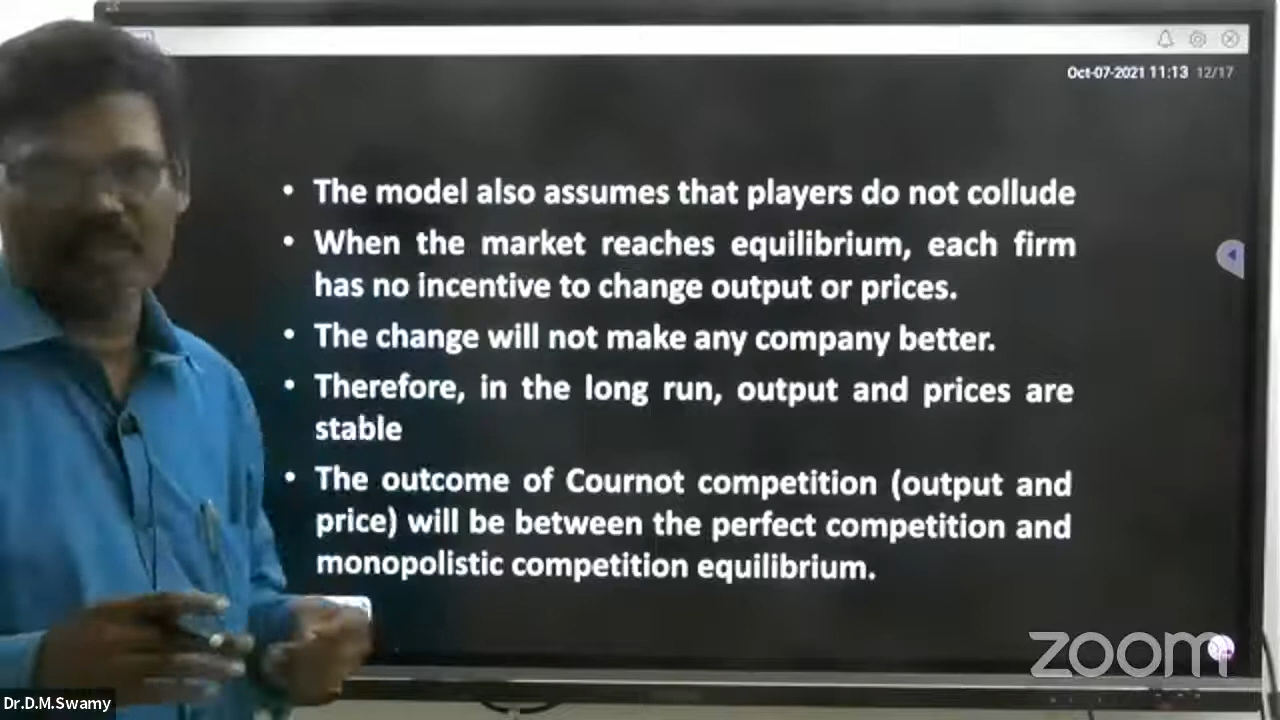 Oct-07-2021 11:13 12/17
• The model also assumes that players do not collude
• When the market reaches equilibrium, each firm
has no incentive to change output or prices.
• The change will not make any company better.
• Therefore, in the long run, output and prices are
stable
• The outcome of Cournot competition (output and
price) will be between the perfect competition and
monopolistic competition equilibrium.
zoom
Dr.D.M.Swamy